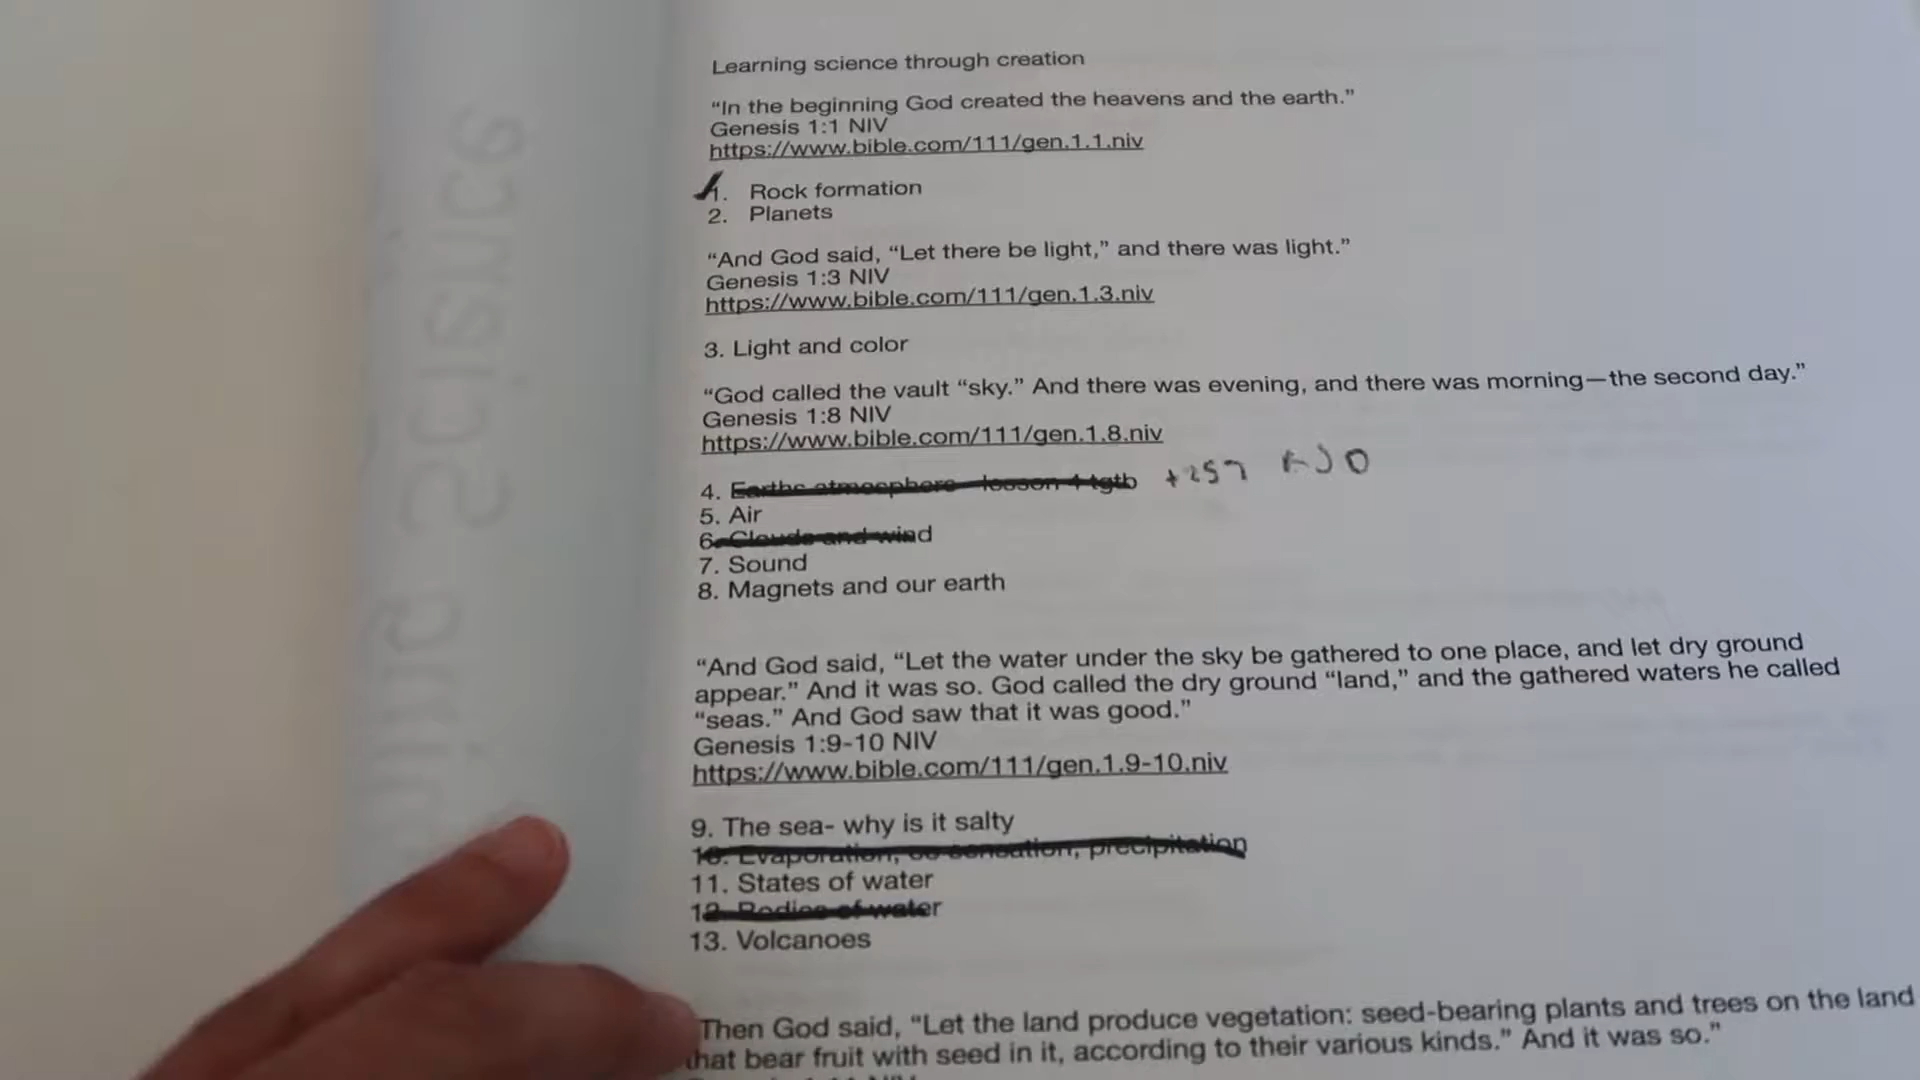 Learning science through creation
“In the beginning God created the heavens and the earth.”
Genesis 1:1 NIV
https://www.bible.com/111/gen.1.1.niv
1. Rock formation
2. Planets
“And God said, “Let there be light,” and there was light.”
Genesis 1:3 NIV
https://www.bible.com/111/gen.1.3.niv
3. Light and color
“God called the vault “sky.” And there was evening, and there was morning—the second day.”
Genesis 1:8 NIV
https://www.bible.com/111/gen.1.8.niv
4. Earths atmosphere lesson 4 tgtb +257
5. Air
6. Clouds and wind
7. Sound
8. Magnets and our earth
“And God said, “Let the water under the sky be gathered to one place, and let dry ground
appear.” And it was so. God called the dry ground “land,” and the gathered waters he called
“seas.” And God saw that it was good.”
Genesis 1:9-10 NIV
https://www.bible.com/111/gen.1.9-10.niv
9. The sea- why is it salty
10. Evaporation, precipitation
11. States of water
12. Bodies of water
13. Volcanoes
Then God said, “Let the land produce vegetation: seed-bearing plants and trees on the land
that bear fruit with seed in it, according to their various kinds.” And it was so.”